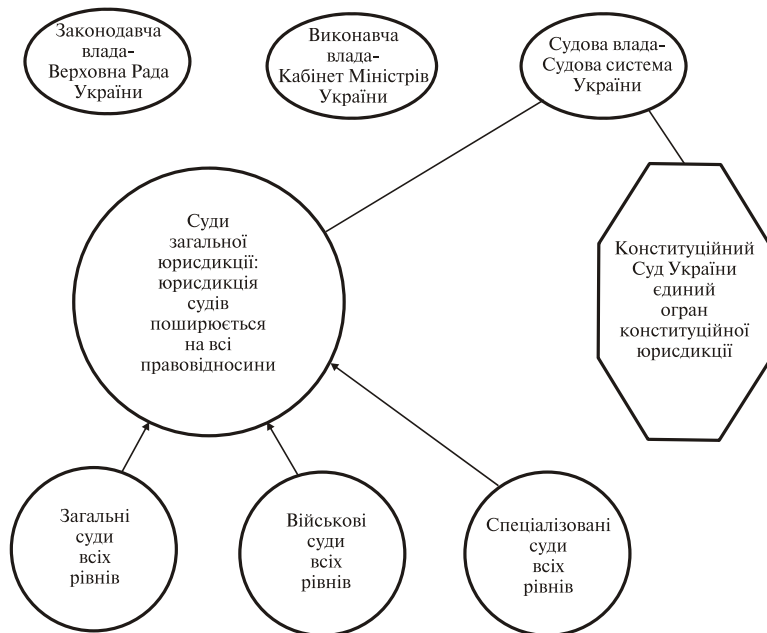 Законодавча
влада-
Верховна Рада
України
Виконавча
влада-
Кабінет Міністрів
України
Судова влада-
Судова система
України
Суди
загальної
юрисдикції:
юрисдикція
судів
поширюється
на всі
правовідносини
Конституційний
Суд України
єдиний
огран
конституційної
юрисдикції
Загальні
суди
всіх
рівнів
Військові
суди
всіх
рівнів
Спеціалізовані
суди
всіх
рівнів